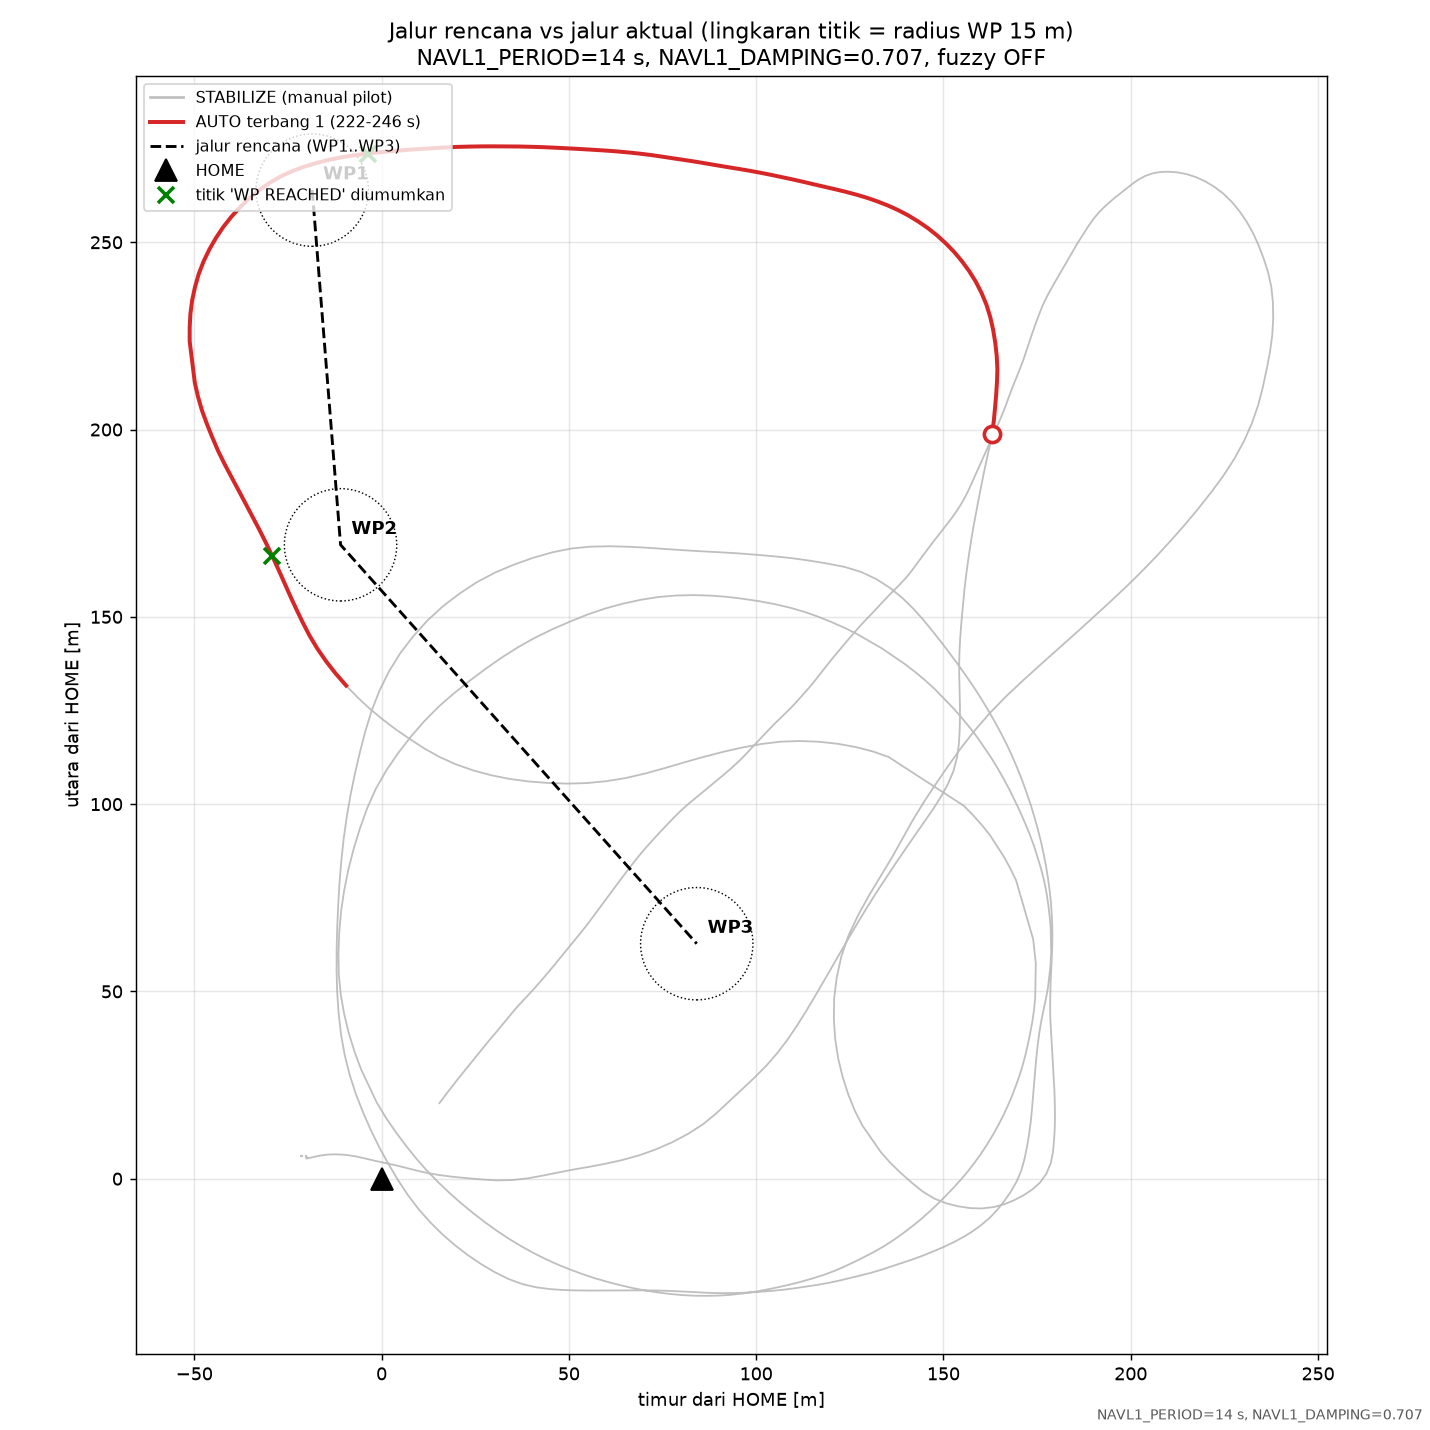 Jalur rencana vs jalur aktual (lingkaran titik = radius WP 15 m)
NAVL1_PERIOD=14 s, NAVL1_DAMPING=0.707, fuzzy OFF
STABILIZE (manual pilot)
AUTO terbang 1 (222-246 s)
jalur rencana (WP1..WP3)
HOME
titik 'WP REACHED' diumumkan
WP1
WP2
WP3
utara dari HOME [m]
250
200
150
100
50
0
−50
0
50
100
150
200
250
timur dari HOME [m]
NAVL1_PERIOD=14 s, NAVL1_DAMPING=0.707